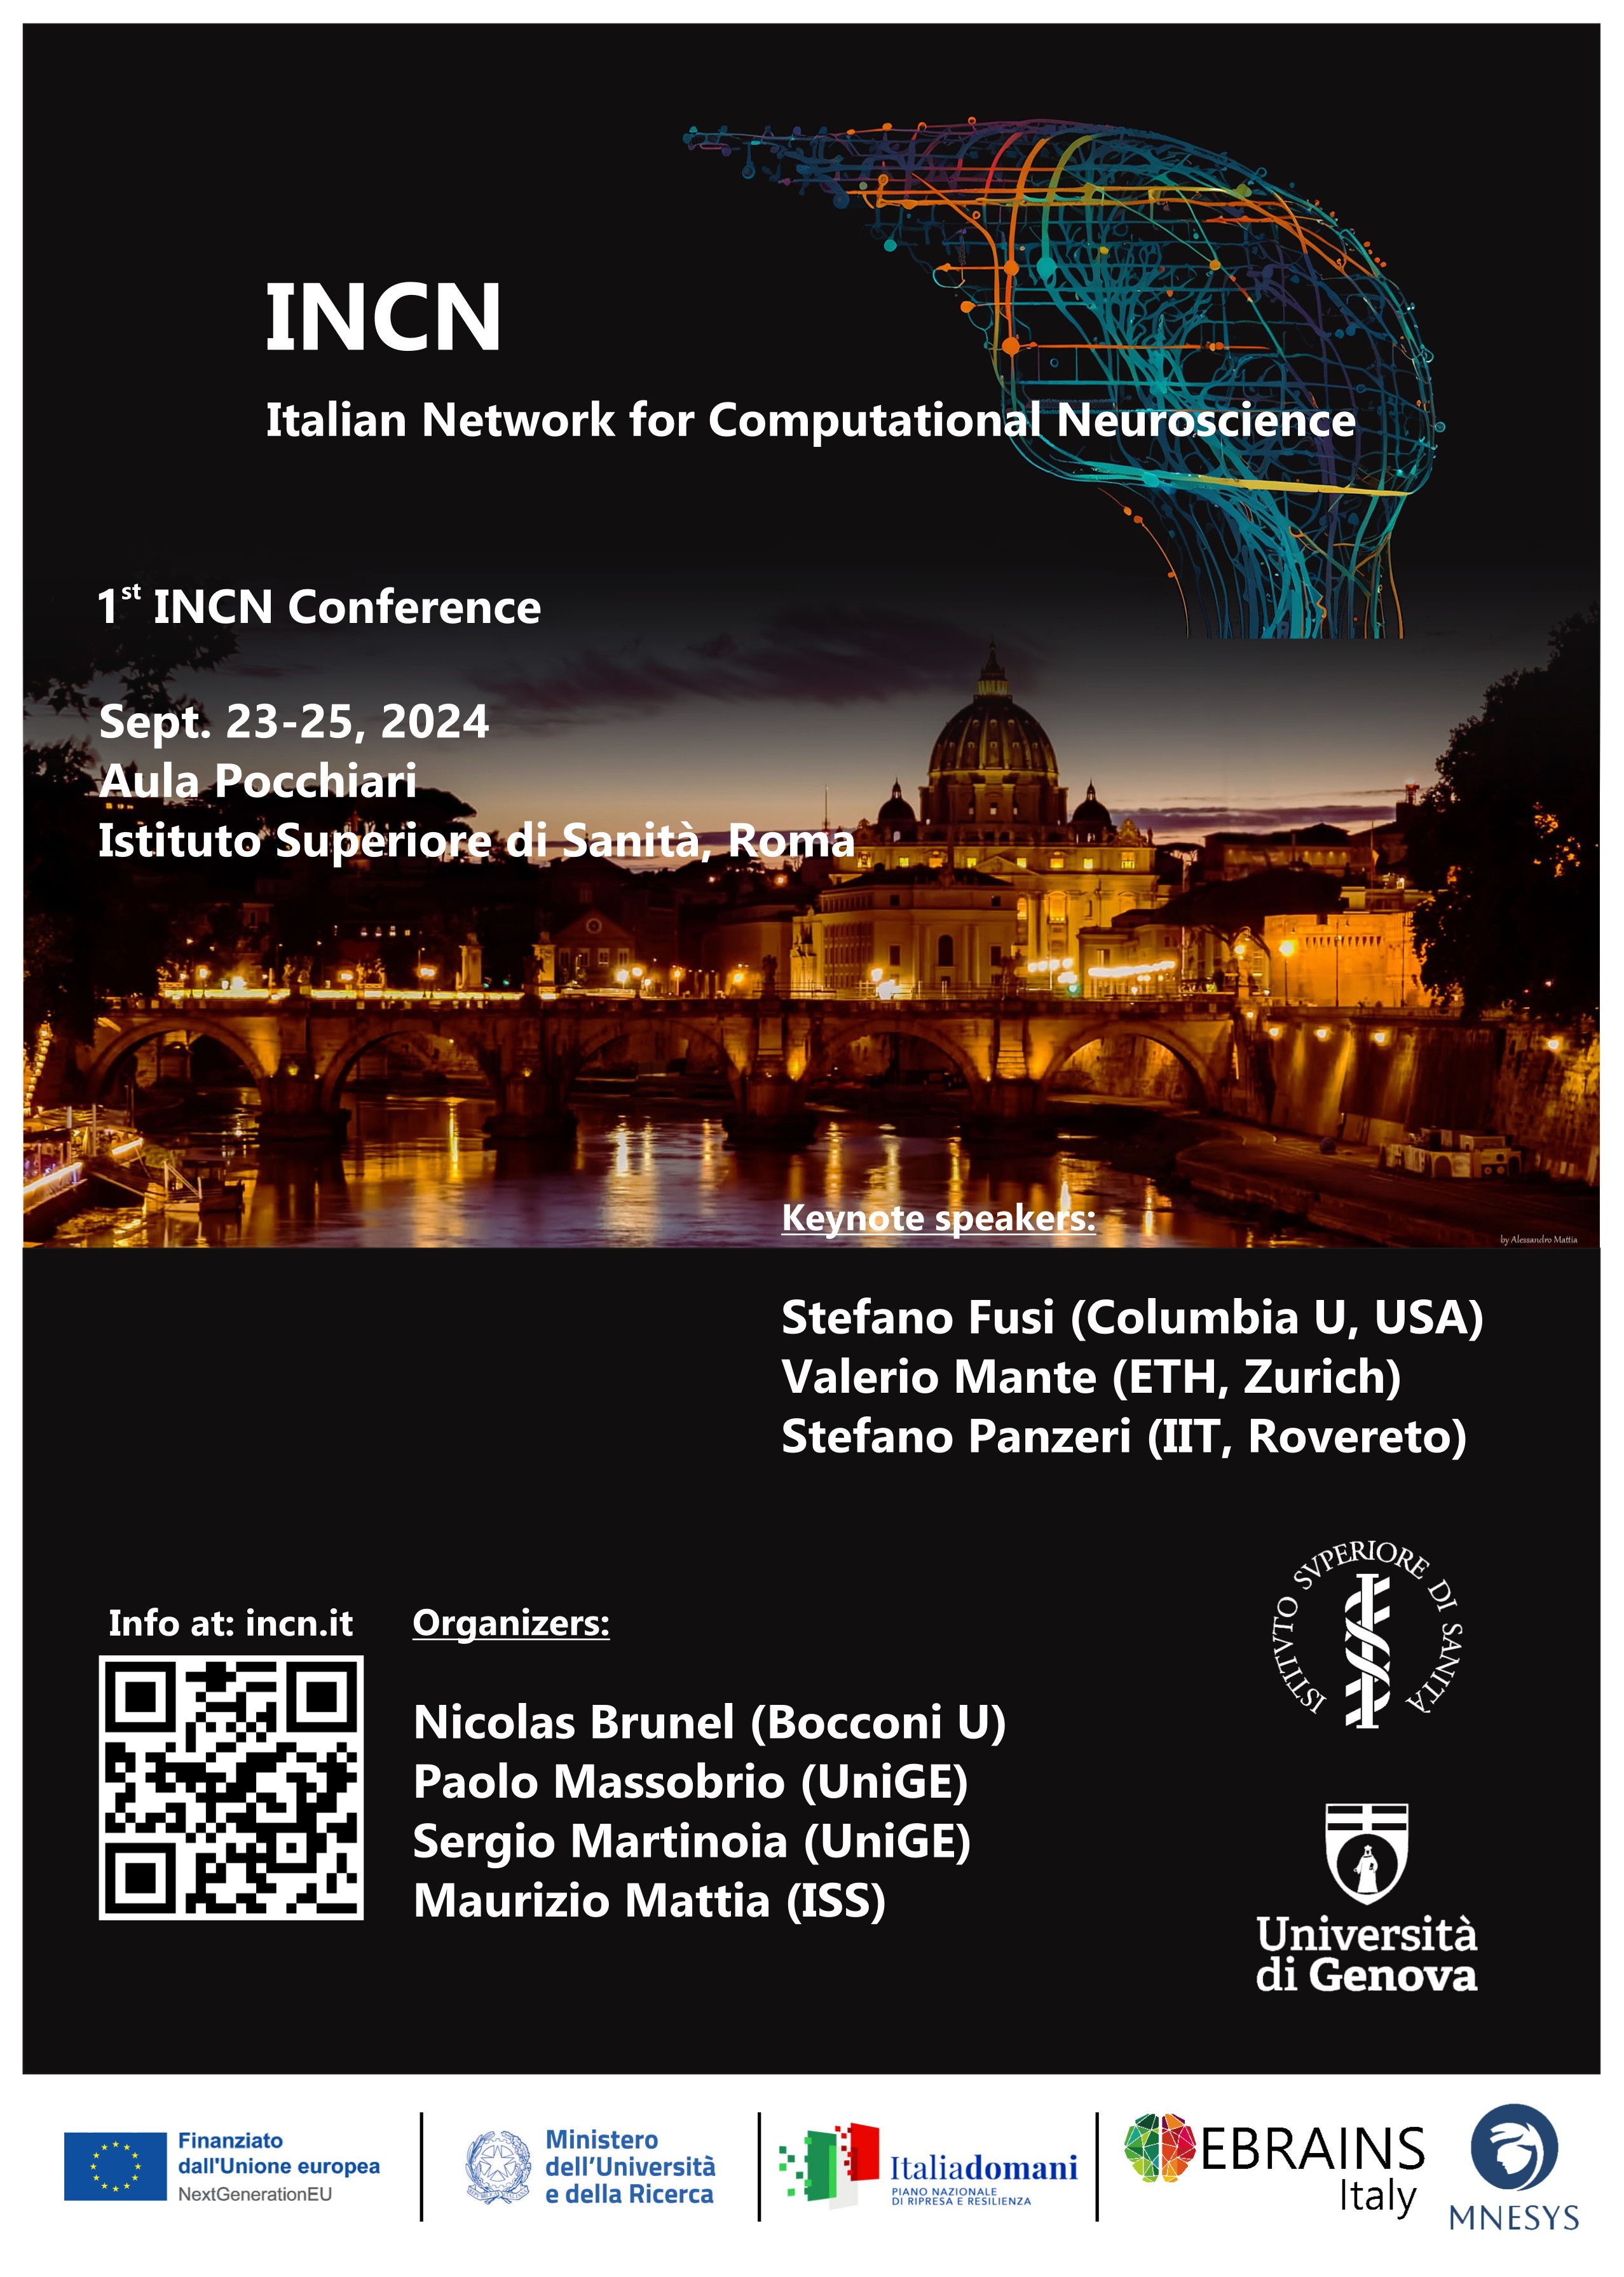 INCN
Italian Network for Computational Neuroscience
1st INCN Conference
Sept. 23-25, 2024
Aula Pocchiari
Istituto Superiore di Sanità, Roma
Keynote speakers:
by Alessandro Mattia
Stefano Fusi (Columbia U, USA)
Valerio Mante (ETH, Zurich)
Stefano Panzeri (IIT, Rovereto)
Info at: incn.it
Organizers:
Nicolas Brunel (Bocconi U)
Paolo Massobrio (UniGE)
Sergio Martinoia (UniGE)
Maurizio Mattia (ISS)
ISTITVTO SVPERIORE DI SANITÀ
Università
di Genova
Finanziato
dall'Unione europea
NextGenerationEU
Ministero
dell'Università
e della Ricerca
Italiadomani
PIANO NAZIONALE
DI RIPRESA E RESILIENZA
EBRAINS
Italy
MNESYS